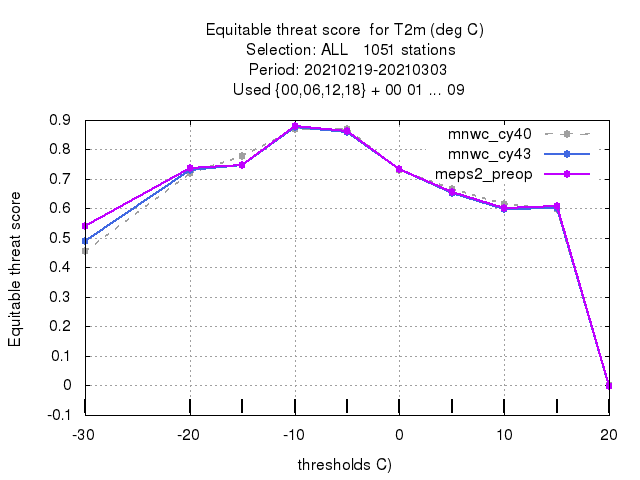 Equitable threat score  for T2m (deg C)
Selection: ALL   1051 stations
Period: 20210219-20210303
Used {00,06,12,18} + 00 01 ... 09
mnwc_cy40
mnwc_cy43
meps2_preop
Equitable threat score
0.9
0.8
0.7
0.6
0.5
0.4
0.3
0.2
0.1
0
-0.1
-30
-20
-10
0
10
20
thresholds C)